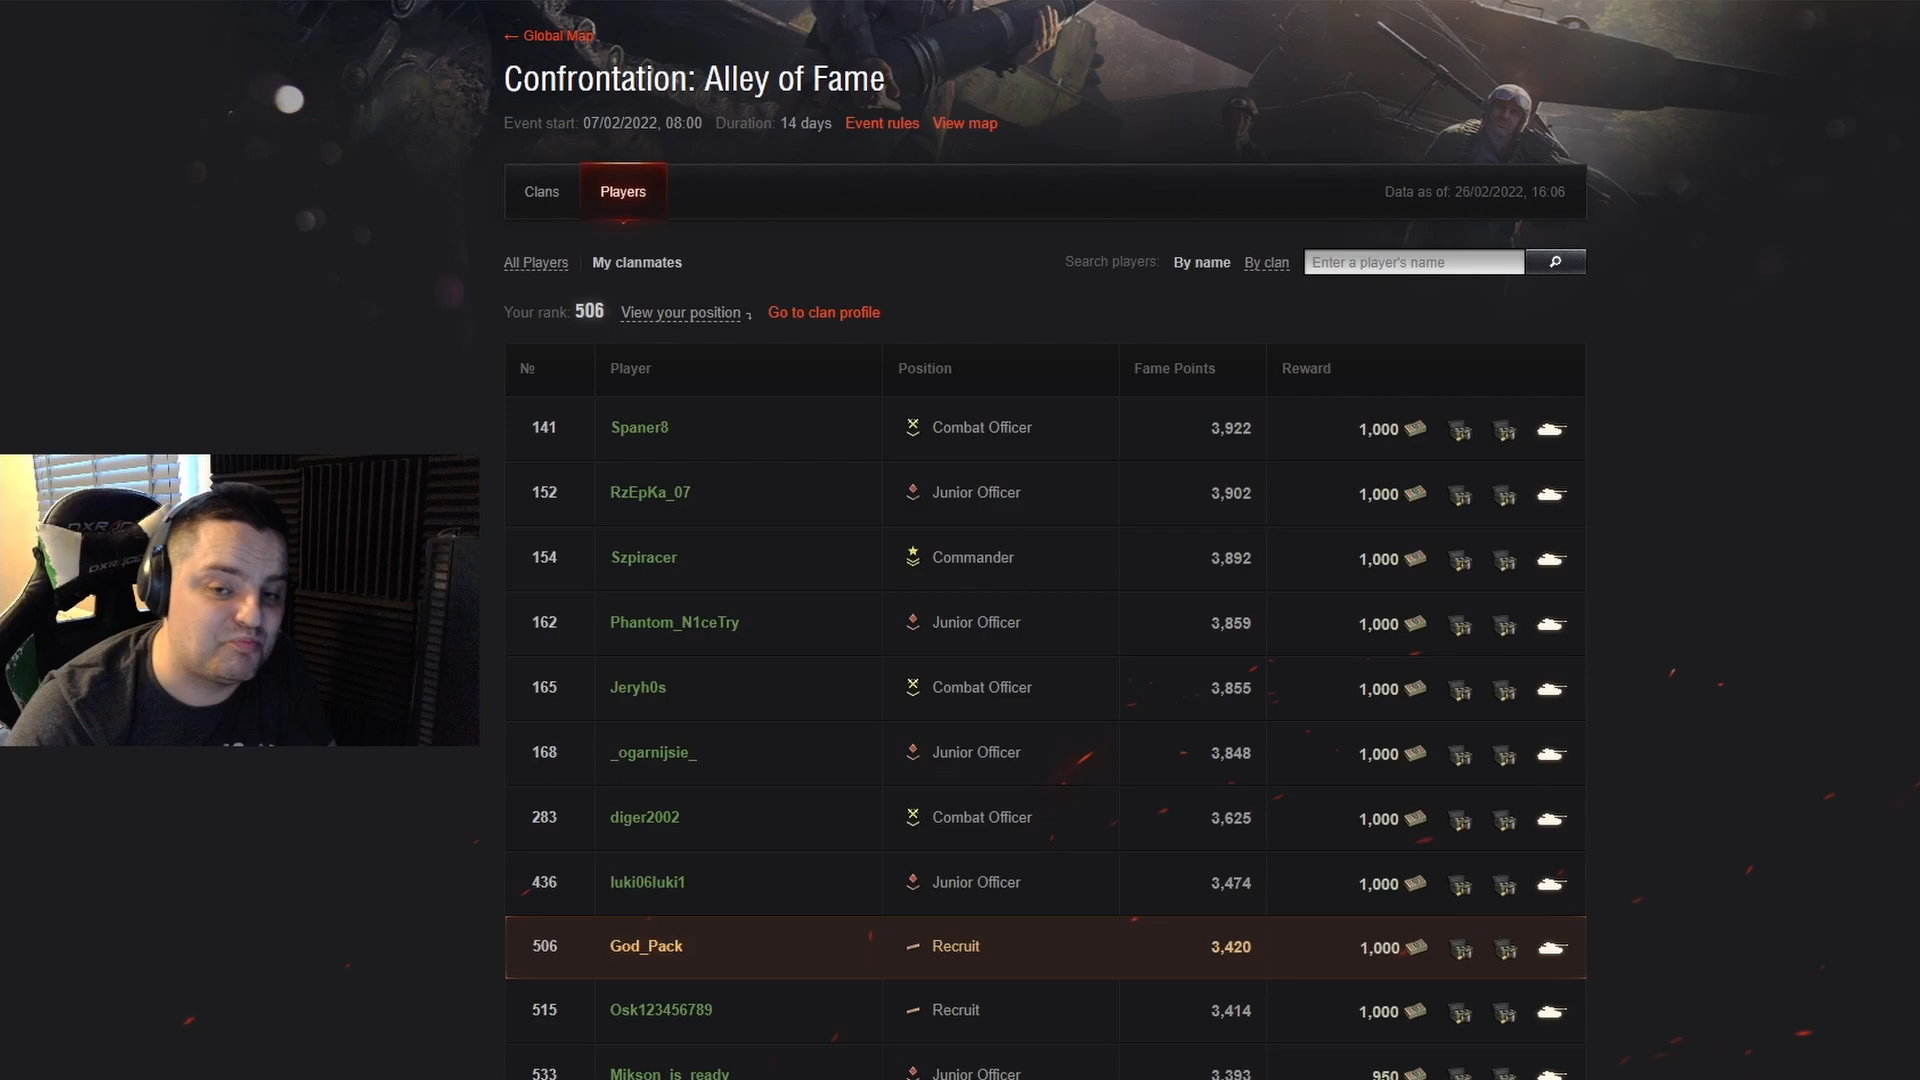 ← Global Map
Confrontation: Alley of Fame
Event start: 07/02/2022, 08:00 Duration: 14 days Event rules View map
Clans Players Data as of: 26/02/2022, 16:06
All Players My clanmates Search players: By name By clan Enter a player's name
Your rank: 506 View your position Go to clan profile
№ Player Position Fame Points Reward
141 Spaner8 Combat Officer 3,922 1,000
152 RzEpKa_07 Junior Officer 3,902 1,000
154 Szpiracer Commander 3,892 1,000
162 Phantom_N1ceTry Junior Officer 3,859 1,000
165 Jeryh0s Combat Officer 3,855 1,000
168 _ogarnijsie_ Junior Officer 3,848 1,000
283 diger2002 Combat Officer 3,625 1,000
436 luki06luki1 Junior Officer 3,474 1,000
506 God_Pack Recruit 3,420 1,000
515 Osk123456789 Recruit 3,414 1,000
533 Mikson_is_ready Junior Officer 3,393 950